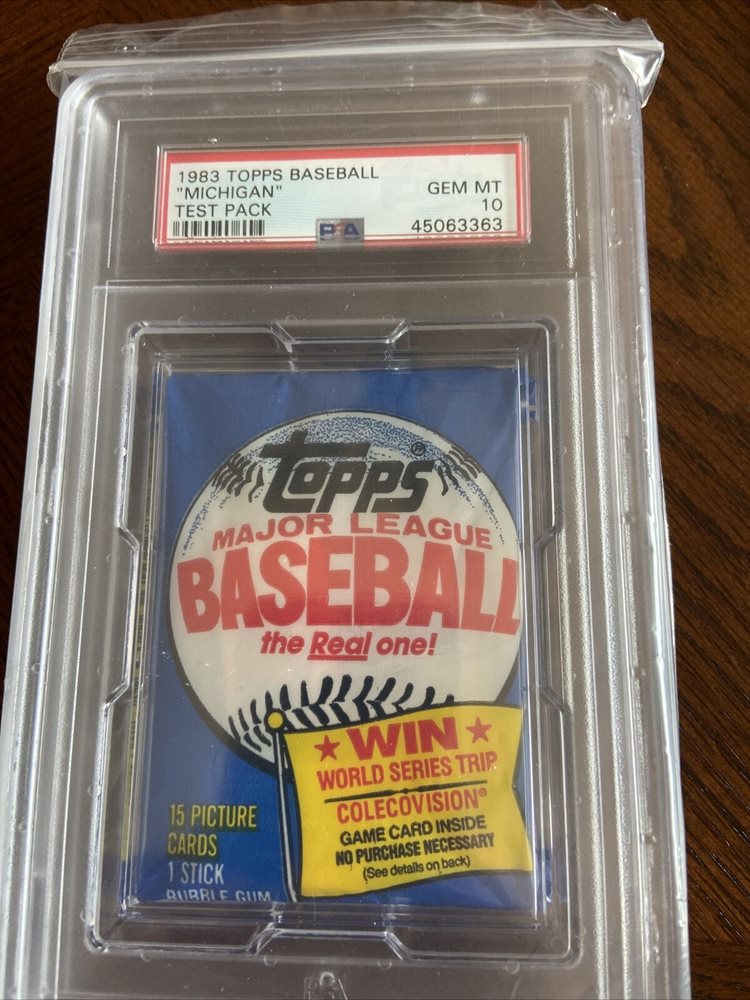 1983 TOPPS BASEBALL
"MICHIGAN" GEM MT
TEST PACK 10
PSA 45063363
Topps®
MAJOR LEAGUE
BASEBALL
the Real one!
★ WIN ★
WORLD SERIES TRIP
COLECOVISION®
GAME CARD INSIDE
NO PURCHASE NECESSARY
(See details on back)
15 PICTURE
CARDS
1 STICK
BUBBLE GUM